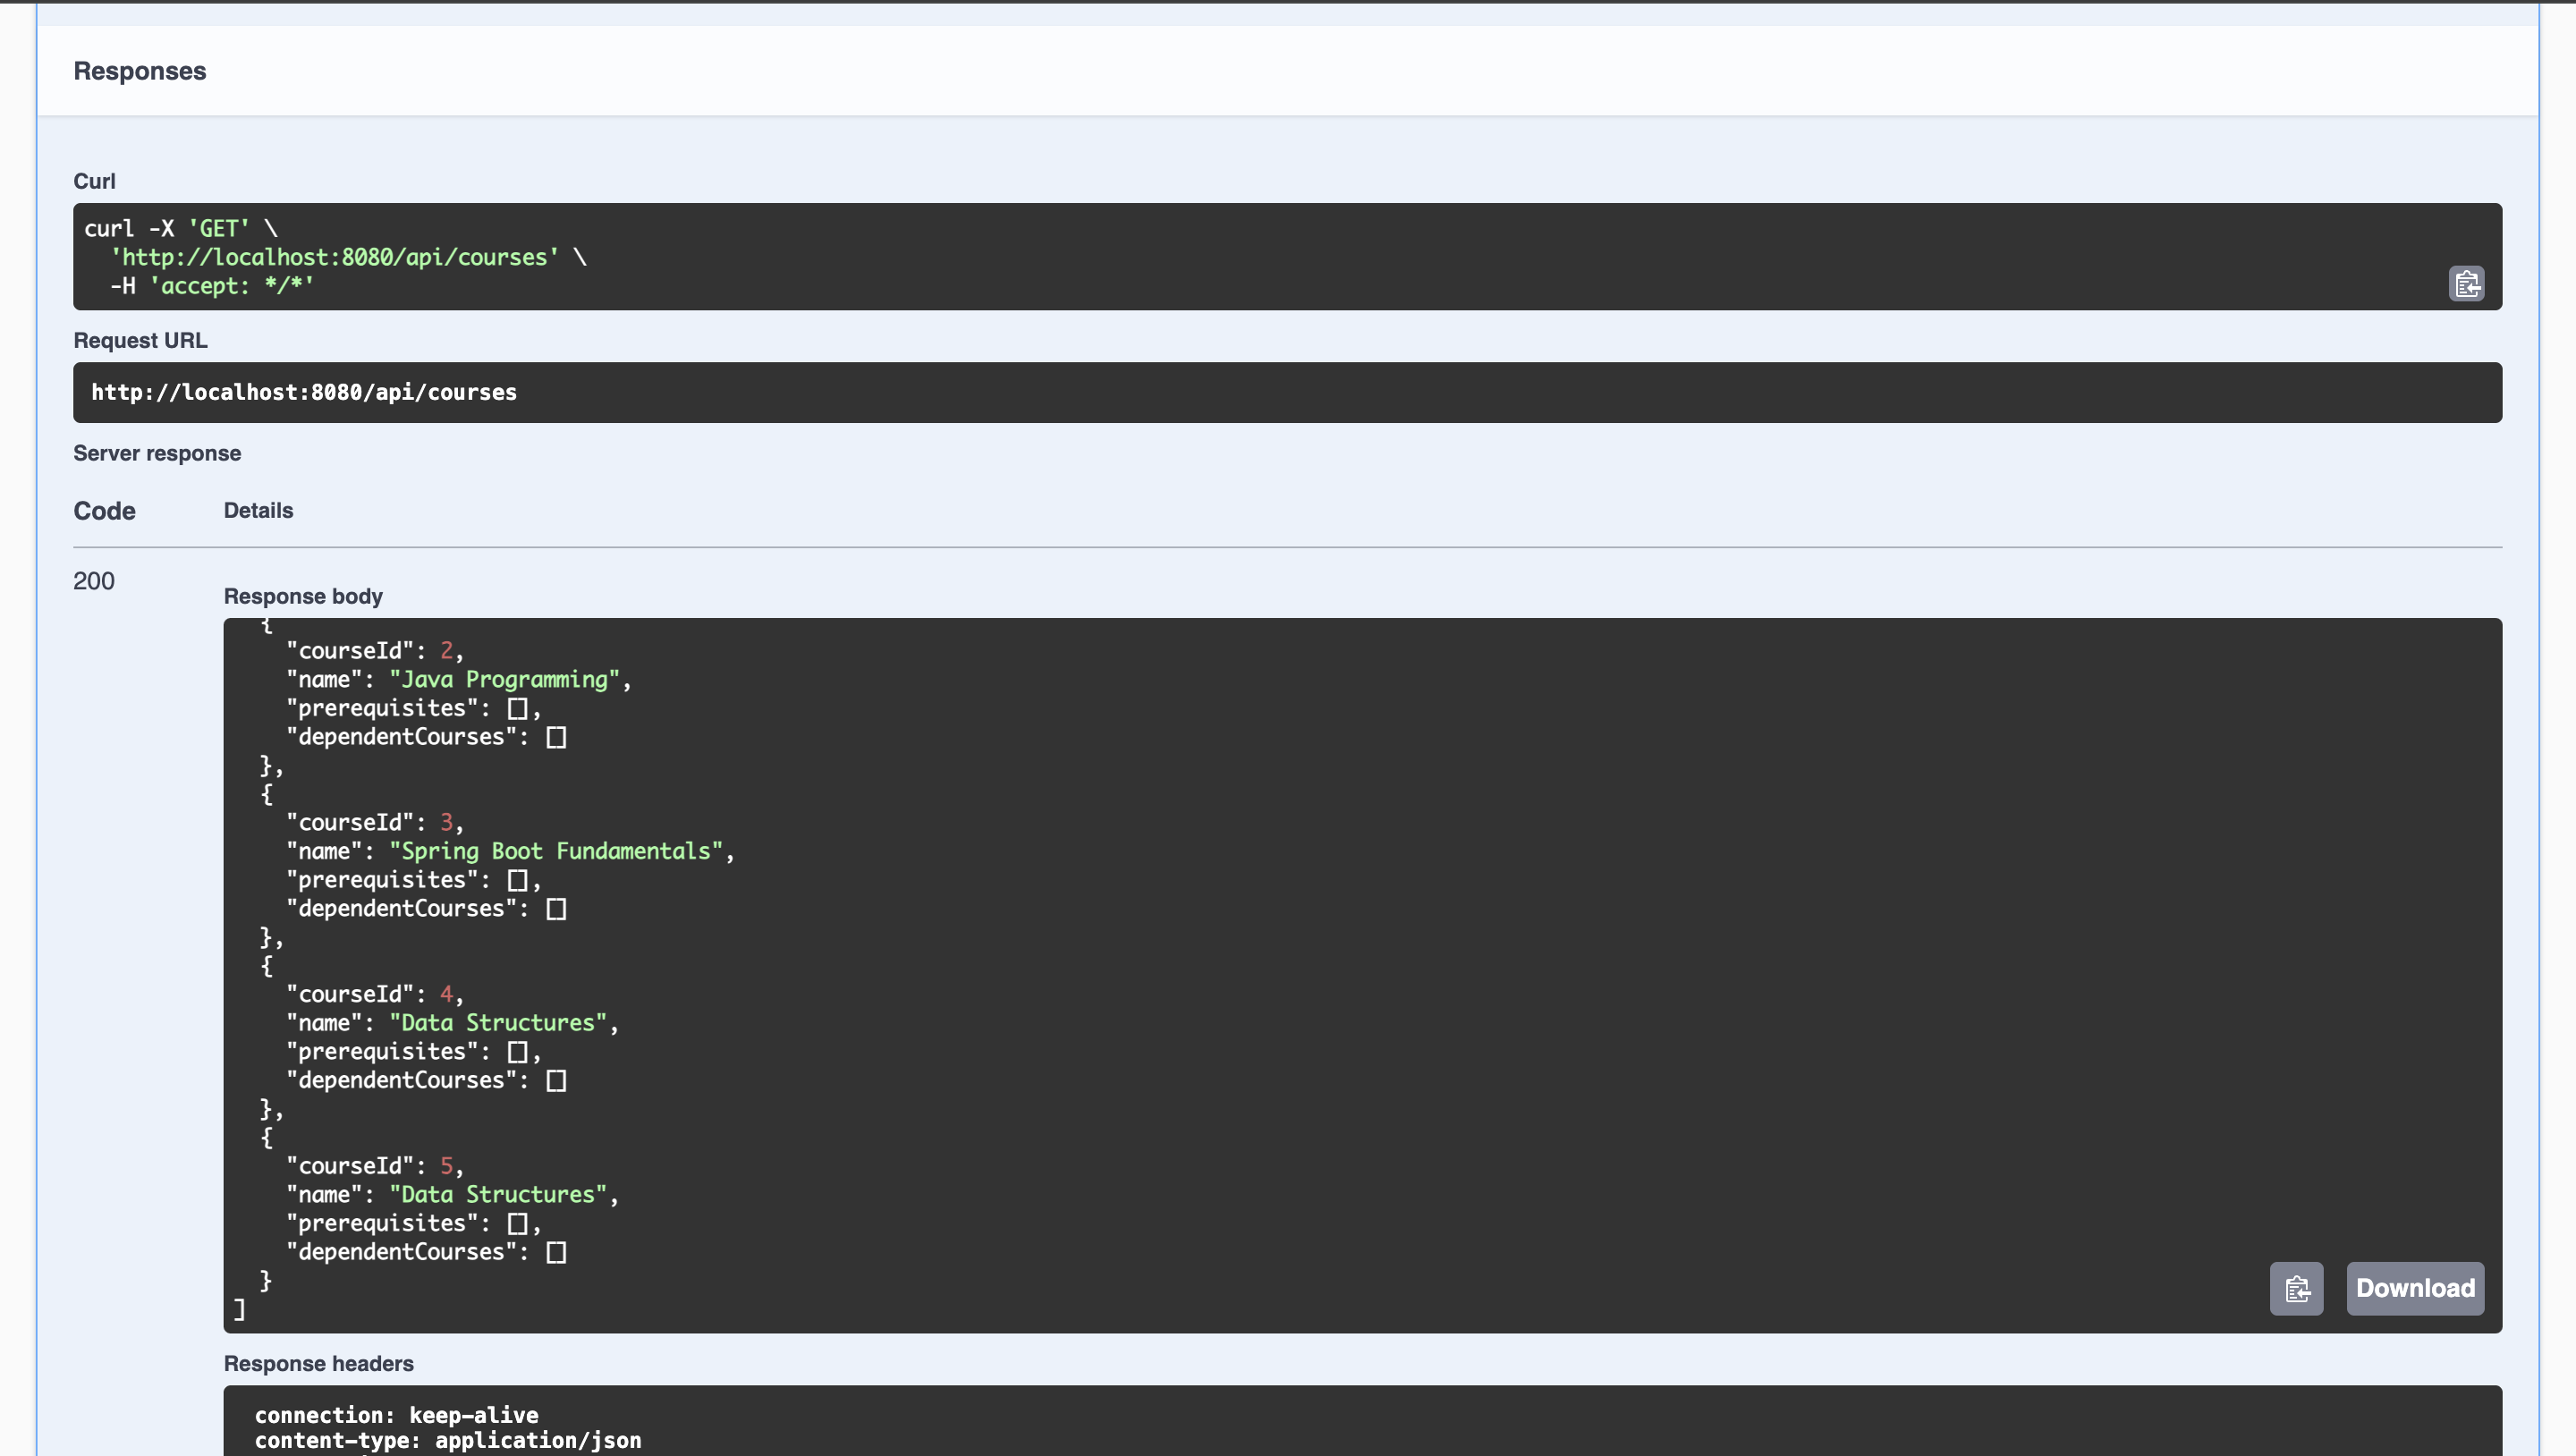 Responses
Curl
curl -X 'GET' \
'http://localhost:8080/api/courses' \
-H 'accept: */*'
Request URL
http://localhost:8080/api/courses
Server response
Code Details
200
Response body
{
"courseId": 2,
"name": "Java Programming",
"prerequisites": [],
"dependentCourses": []
},
{
"courseId": 3,
"name": "Spring Boot Fundamentals",
"prerequisites": [],
"dependentCourses": []
},
{
"courseId": 4,
"name": "Data Structures",
"prerequisites": [],
"dependentCourses": []
},
{
"courseId": 5,
"name": "Data Structures",
"prerequisites": [],
"dependentCourses": []
}
]
Download
Response headers
connection: keep-alive
content-type: application/json